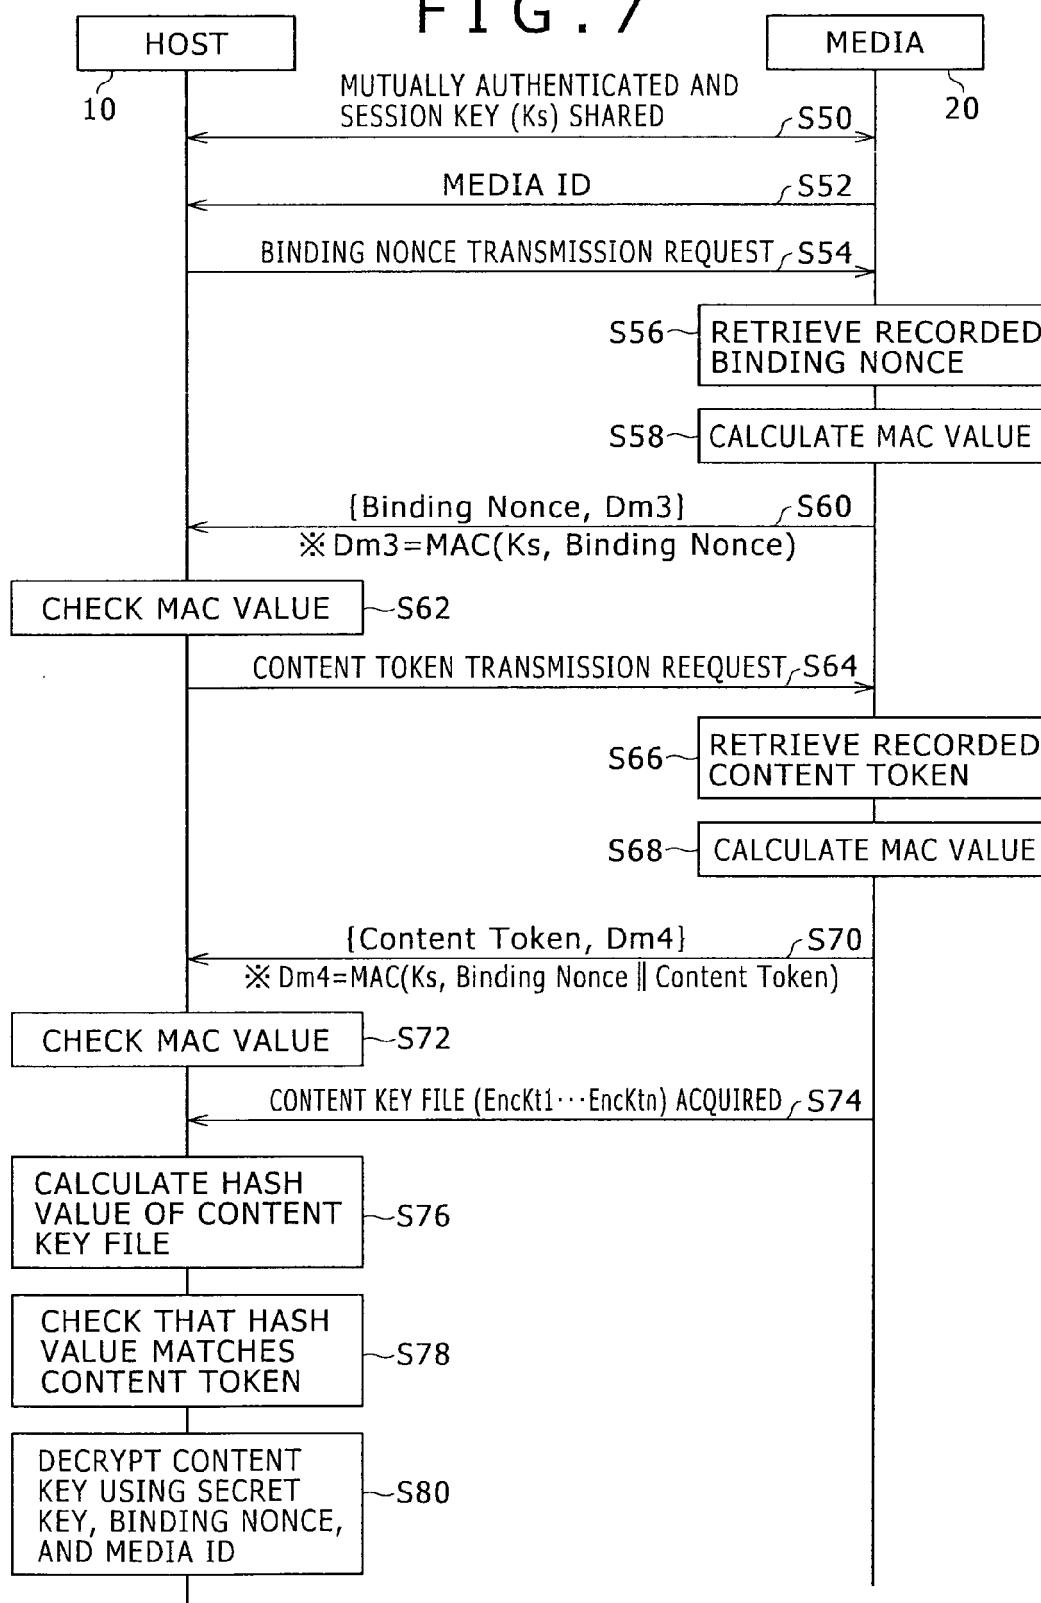 FIG.7
HOST
MEDIA
10
20
MUTUALLY AUTHENTICATED AND
SESSION KEY (Ks) SHARED
S50
MEDIA ID
S52
BINDING NONCE TRANSMISSION REQUEST
S54
S56
RETRIEVE RECORDED
BINDING NONCE
S58
CALCULATE MAC VALUE
{Binding Nonce, Dm3}
S60
※Dm3=MAC(Ks, Binding Nonce)
CHECK MAC VALUE
S62
CONTENT TOKEN TRANSMISSION REEQUEST
S64
S66
RETRIEVE RECORDED
CONTENT TOKEN
S68
CALCULATE MAC VALUE
{Content Token, Dm4}
S70
※Dm4=MAC(Ks, Binding Nonce || Content Token)
CHECK MAC VALUE
S72
CONTENT KEY FILE (EncKt1···EncKtn) ACQUIRED
S74
CALCULATE HASH
VALUE OF CONTENT
KEY FILE
S76
CHECK THAT HASH
VALUE MATCHES
CONTENT TOKEN
S78
DECRYPT CONTENT
KEY USING SECRET
KEY, BINDING NONCE,
AND MEDIA ID
S80